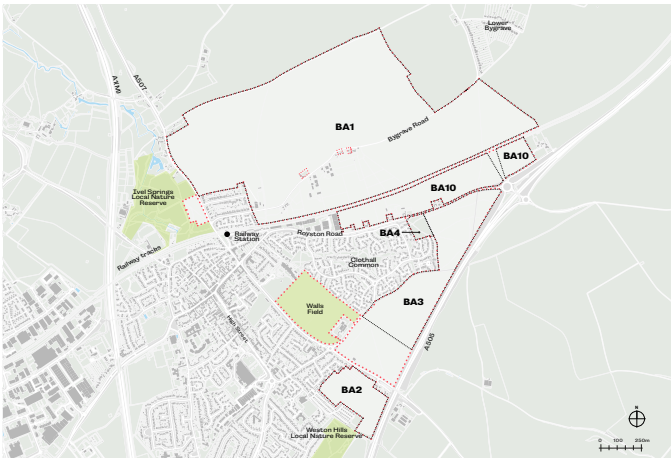 Lower
Bygrave
A507
AXM1
BA1
Bygrave Road
BA10
BA10
Ivel Springs
Local Nature
Reserve
Railway
Station
Royston Road
BA4
Railway tracks
Clothall
Common
Walls
Field
BA3
High Street
A505
BA2
Weston Hills
Local Nature Reserve
N
0 100 250m